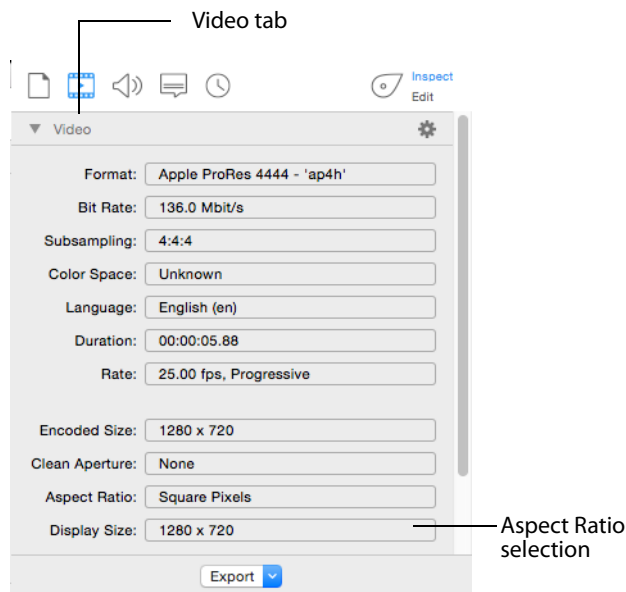 Video tab
Inspect
Edit
Video
Format: Apple ProRes 4444 - 'ap4h'
Bit Rate: 136.0 Mbit/s
Subsampling: 4:4:4
Color Space: Unknown
Language: English (en)
Duration: 00:00:05.88
Rate: 25.00 fps, Progressive
Encoded Size: 1280 x 720
Clean Aperture: None
Aspect Ratio: Square Pixels
Display Size: 1280 x 720
Aspect Ratio
selection
Export